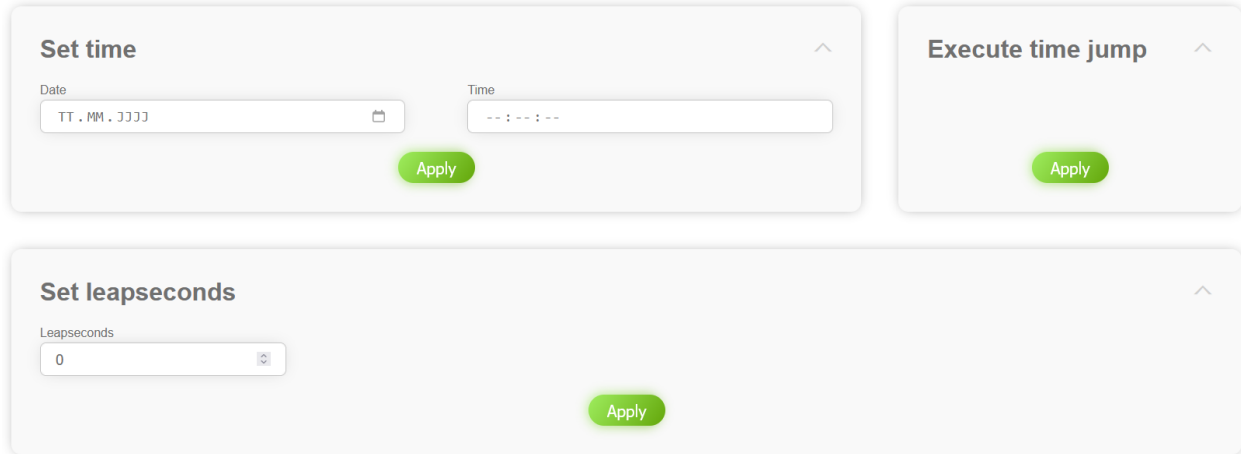 Set time
Execute time jump
Date
Time
TT.MM.JJJJ
--:--:--
Apply
Apply
Set leapseconds
Leapseconds
0
Apply